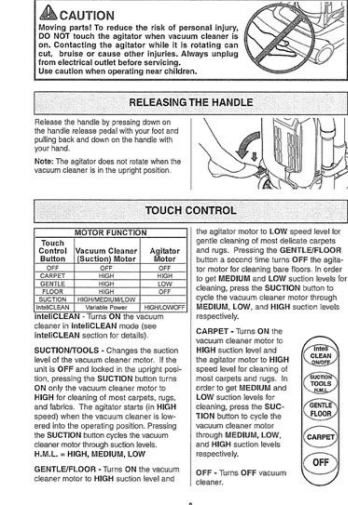 CAUTION
Moving parts! To reduce the risk of personal injury,
DO NOT touch the agitator when vacuum cleaner is
on. Contacting the agitator while it is rotating can
cut, bruise or cause other injuries. Always unplug
from electrical outlet before servicing.
Use caution when operating near children.
RELEASING THE HANDLE
Release the handle by pressing down on
the handle release pedal with your foot and
pulling back and down on the handle with
your hand.
Note: The agitator does not rotate when the
vacuum cleaner is in the upright position.
TOUCH CONTROL
MOTOR FUNCTION
Touch Control Button Vacuum Cleaner (Suction) Motor Agitator Motor
OFF OFF OFF
CARPET HIGH HIGH
GENTLE HIGH LOW
FLOOR HIGH OFF
SUCTION HIGH/MEDIUM/LOW
inteliCLEAN Variable Power HIGH/LOW/OFF
inteliCLEAN - Turns ON the vacuum
cleaner in inteliCLEAN mode (see
inteliCLEAN section for details).
SUCTION/TOOLS - Changes the suction
level of the vacuum cleaner motor. If the
unit is OFF and locked in the upright posi-
tion, pressing the SUCTION button turns
ON only the vacuum cleaner motor to
HIGH for cleaning of most carpets, rugs,
and fabrics. The agitator starts (in HIGH
speed) when the vacuum cleaner is low-
ered into the operating position. Pressing
the SUCTION button cycles the vacuum
cleaner motor through suction levels.
H.M.L. = HIGH, MEDIUM, LOW
GENTLE/FLOOR - Turns ON the vacuum
cleaner motor to HIGH suction level and
the agitator motor to LOW speed level for
gentle cleaning of most delicate carpets
and rugs. Pressing the GENTLE/FLOOR
button a second time turns OFF the agita-
tor motor for cleaning bare floors. In order
to get MEDIUM and LOW suction levels for
cleaning, press the SUCTION button to
cycle the vacuum cleaner motor through
MEDIUM, LOW, and HIGH suction levels
respectively.
CARPET - Turns ON the
vacuum cleaner motor to
HIGH suction level and
the agitator motor to HIGH
speed level for cleaning of
most carpets and rugs. In
order to get MEDIUM and
LOW suction levels for
cleaning, press the SUC-
TION button to cycle the
vacuum cleaner motor
through MEDIUM, LOW,
and HIGH suction levels
respectively.
OFF - Turns OFF vacuum
cleaner.
Inteli
CLEAN
ON/OFF
SUCTION
TOOLS
H.M.L.
GENTLE
FLOOR
CARPET
OFF